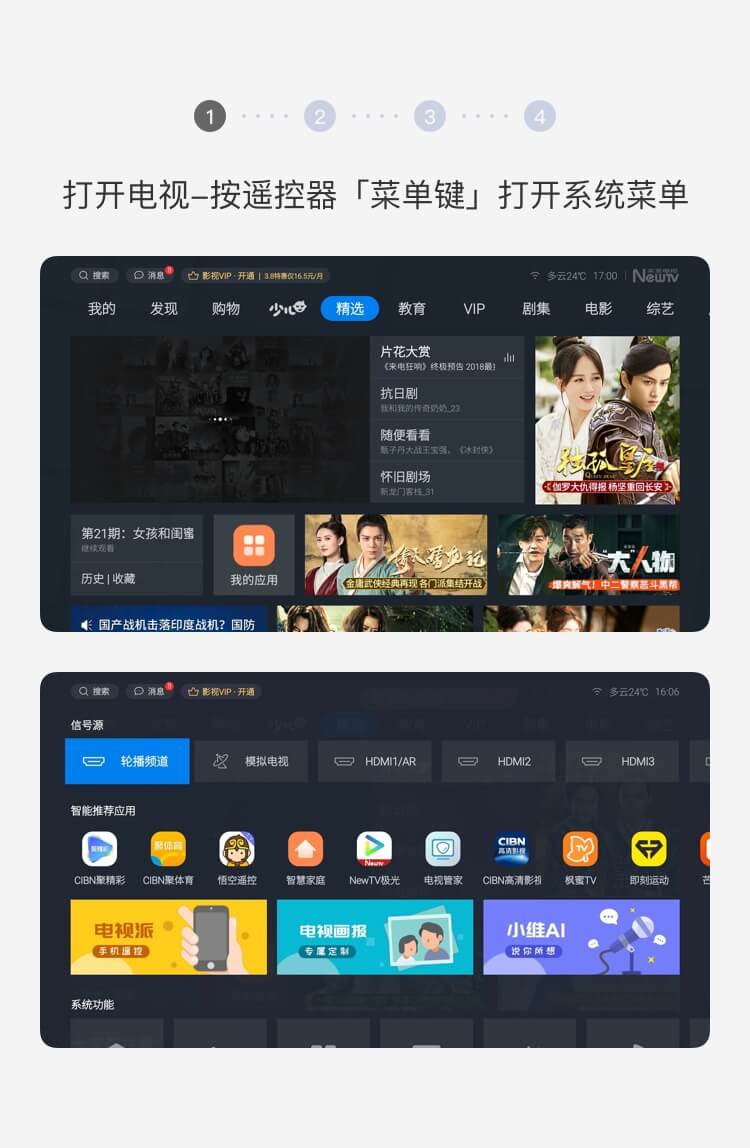 1
2
3
4
打开电视–按遥控器「菜单键」打开系统菜单
搜索
消息
影视VIP · 开通 | 3.8特惠仅16.5元/月
多云24℃ 17:00
NewTV
我的
发现
购物
少儿
精选
教育
VIP
剧集
电影
综艺
片花大赏
《来电狂响》终极预告 2018最
抗日剧
我和我的传奇奶奶_23
随便看看
甄子丹大战王宝强，《冰封侠》
怀旧剧场
新龙门客栈_31
独孤皇后
伽罗大仇得报 杨坚重回长安
第21期：女孩和闺蜜
继续观看
历史 | 收藏
我的应用
倚天屠龙记
金庸武侠经典再现 各门派集结开战
“大”人物
爆爽解气！中二警察恶斗黑帮
国产战机击落印度战机？国防
搜索
消息
影视VIP · 开通
多云24℃ 16:06
信号源
轮播频道
模拟电视
HDMI1/AR
HDMI2
HDMI3
智能推荐应用
聚体育
CIBN
高清影视
NewTV
CIBN聚精彩
CIBN聚体育
悟空遥控
智慧家庭
NewTV极光
电视管家
CIBN高清影视
枫蜜TV
即刻运动
芒
电视派
手机遥控
电视画报
专属定制
小维AI
说你所想
系统功能